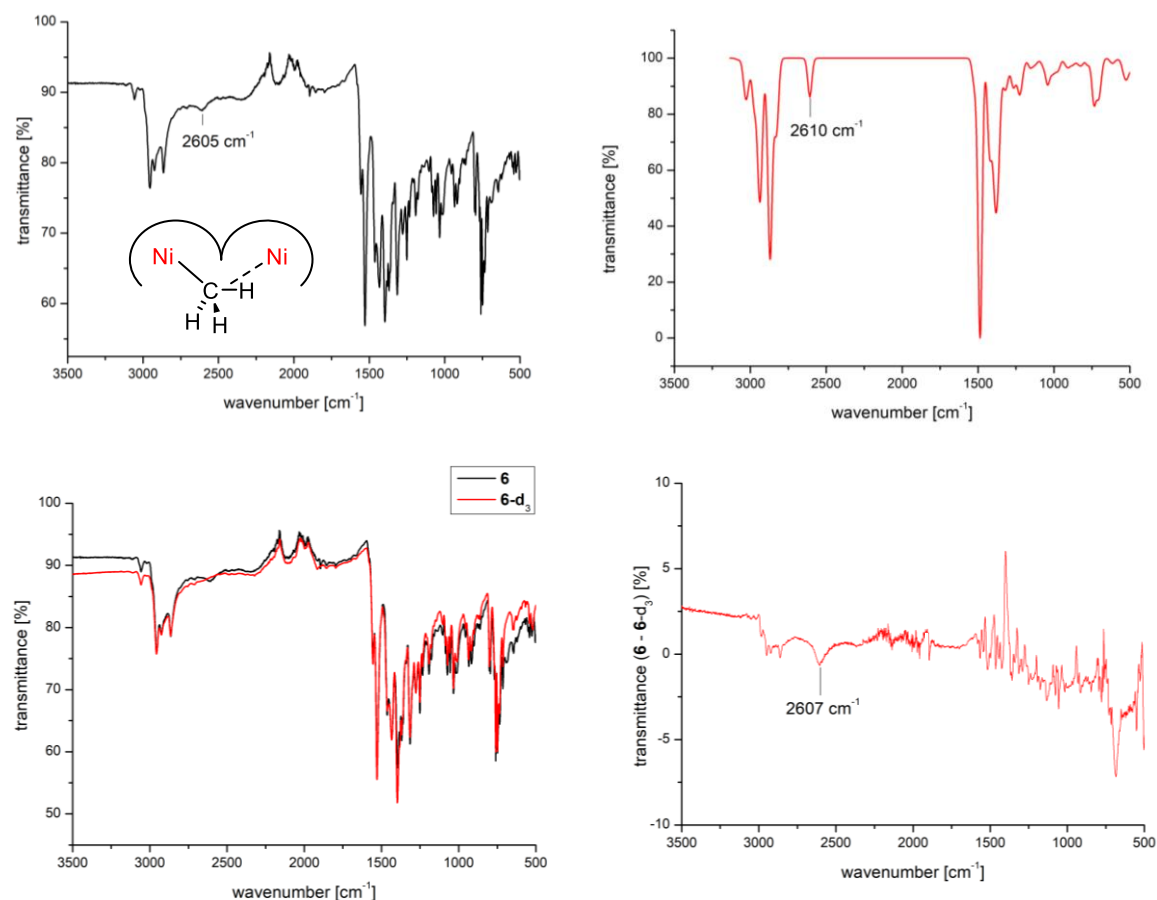 100
90
80
70
60
transmittance [%]
2605 cm⁻¹
Ni Ni
C H
H H
3500 3000 2500 2000 1500 1000 500
wavenumber [cm⁻¹]
100
80
60
40
20
0
transmittance [%]
2610 cm⁻¹
3000 2500 2000 1500 1000 500
wavenumber [cm⁻¹]
6
6-d₃
100
90
80
70
60
50
transmittance [%]
3500 3000 2500 2000 1500 1000 500
wavenumber [cm⁻¹]
10
5
0
-5
-10
transmittance (6 - 6-d₃) [%]
2607 cm⁻¹
3500 3000 2500 2000 1500 1000 500
wavenumber [cm⁻¹]